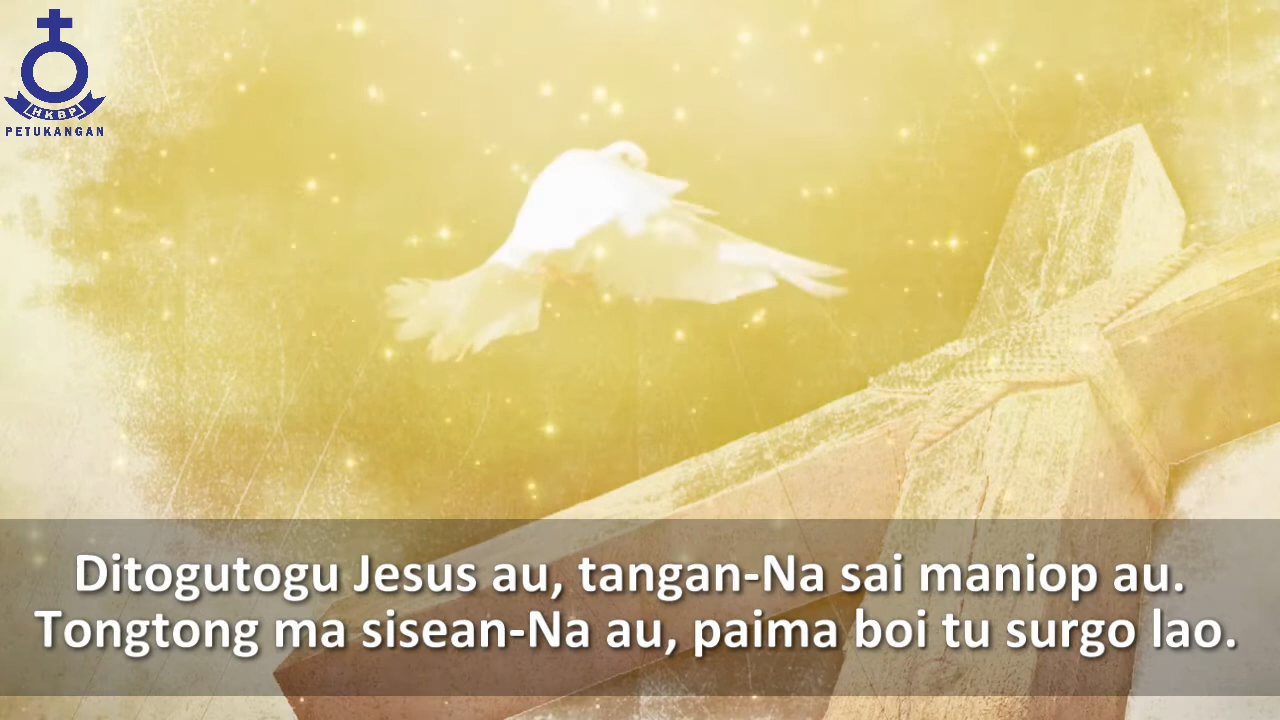 HKBP
PETUKANGAN
Ditogutogu Jesus au, tangan-Na sai maniop au.
Tongtong ma sisean-Na au, paima boi tu surgo lao.